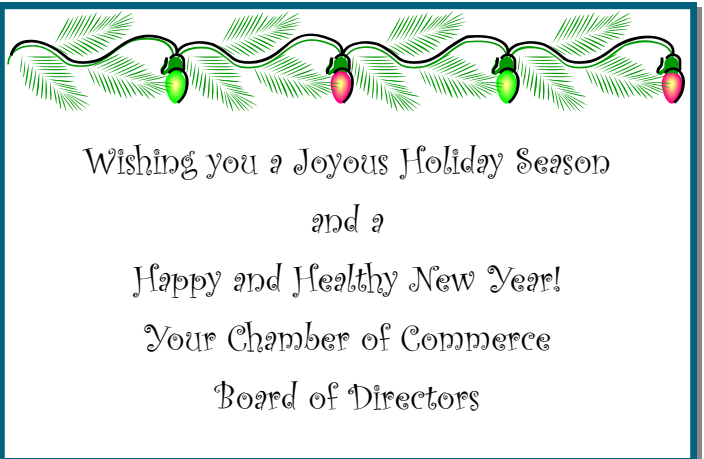 Wishing you a Joyous Holiday Season
and a
Happy and Healthy New Year!
Your Chamber of Commerce
Board of Directors